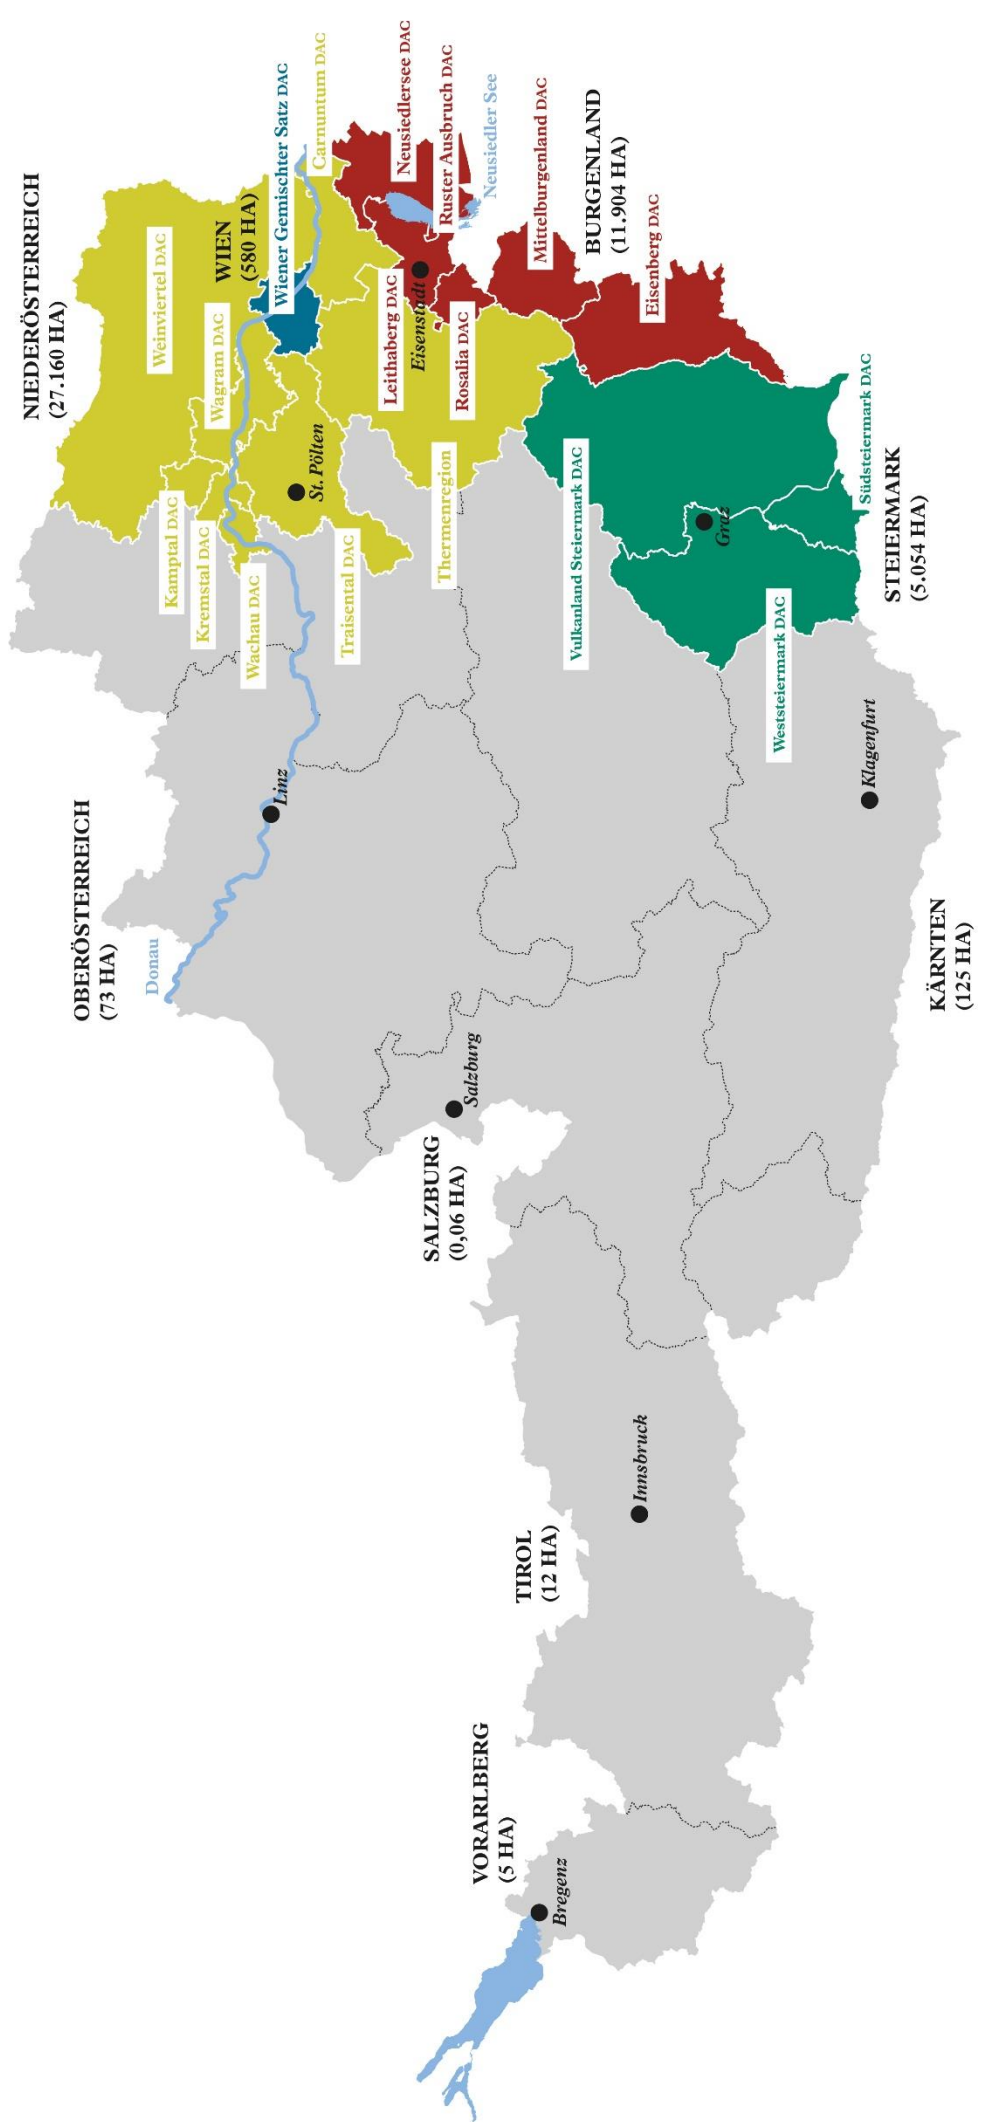 NIEDERÖSTERREICH
(27.160 HA)
OBERÖSTERREICH
(73 HA)
Donau
Linz
Weinviertel DAC
Kamptal DAC
Kremstal DAC
Wagram DAC
Wachau DAC
WIEN
(580 HA)
Wiener Gemischter Satz DAC
Carnuntum DAC
St. Pölten
Traisental DAC
Thermenregion
Leithaberg DAC
Eisenstadt
Neusiedlersee DAC
Ruster Ausbruch DAC
Neusiedler See
Rosalia DAC
Mittelburgenland DAC
BURGENLAND
(11.904 HA)
Eisenberg DAC
Vulkanland Steiermark DAC
Graz
Weststeiermark DAC
Südsteiermark DAC
STEIERMARK
(5.054 HA)
Klagenfurt
KÄRNTEN
(125 HA)
Salzburg
SALZBURG
(0,06 HA)
Innsbruck
TIROL
(12 HA)
VORARLBERG
(5 HA)
Bregenz